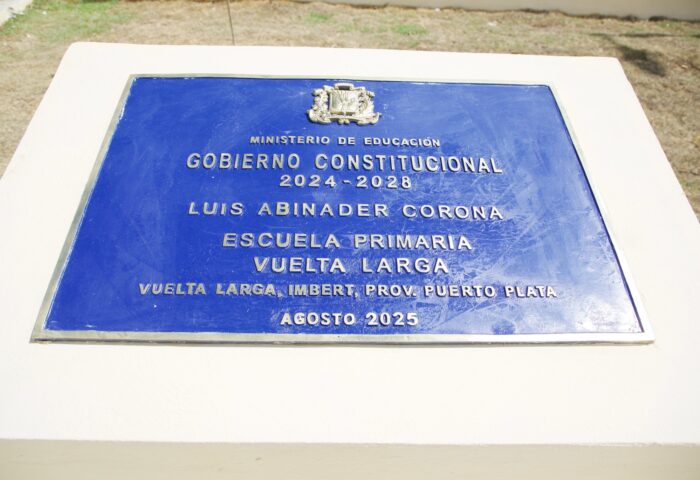 MINISTERIO DE EDUCACIÓN
GOBIERNO CONSTITUCIONAL
2024-2028
LUIS ABINADER CORONA
ESCUELA PRIMARIA
VUELTA LARGA
VUELTA LARGA, IMBERT, PROV. PUERTO PLATA
AGOSTO 2025